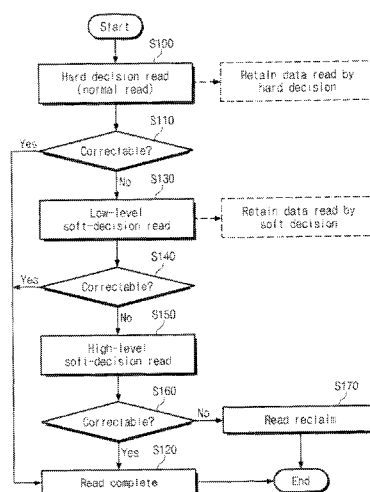 Start
S100
Hard decision read
(normal read)
Retain data read by
hard decision
S110
Yes
Correctable?
No
S130
Low-level
soft-decision read
Retain data read by
soft decision
S140
Yes
Correctable?
No
S150
High-level
soft-decision read
S160
S170
Correctable?
No
Read reclaim
Yes
S120
Read complete
End